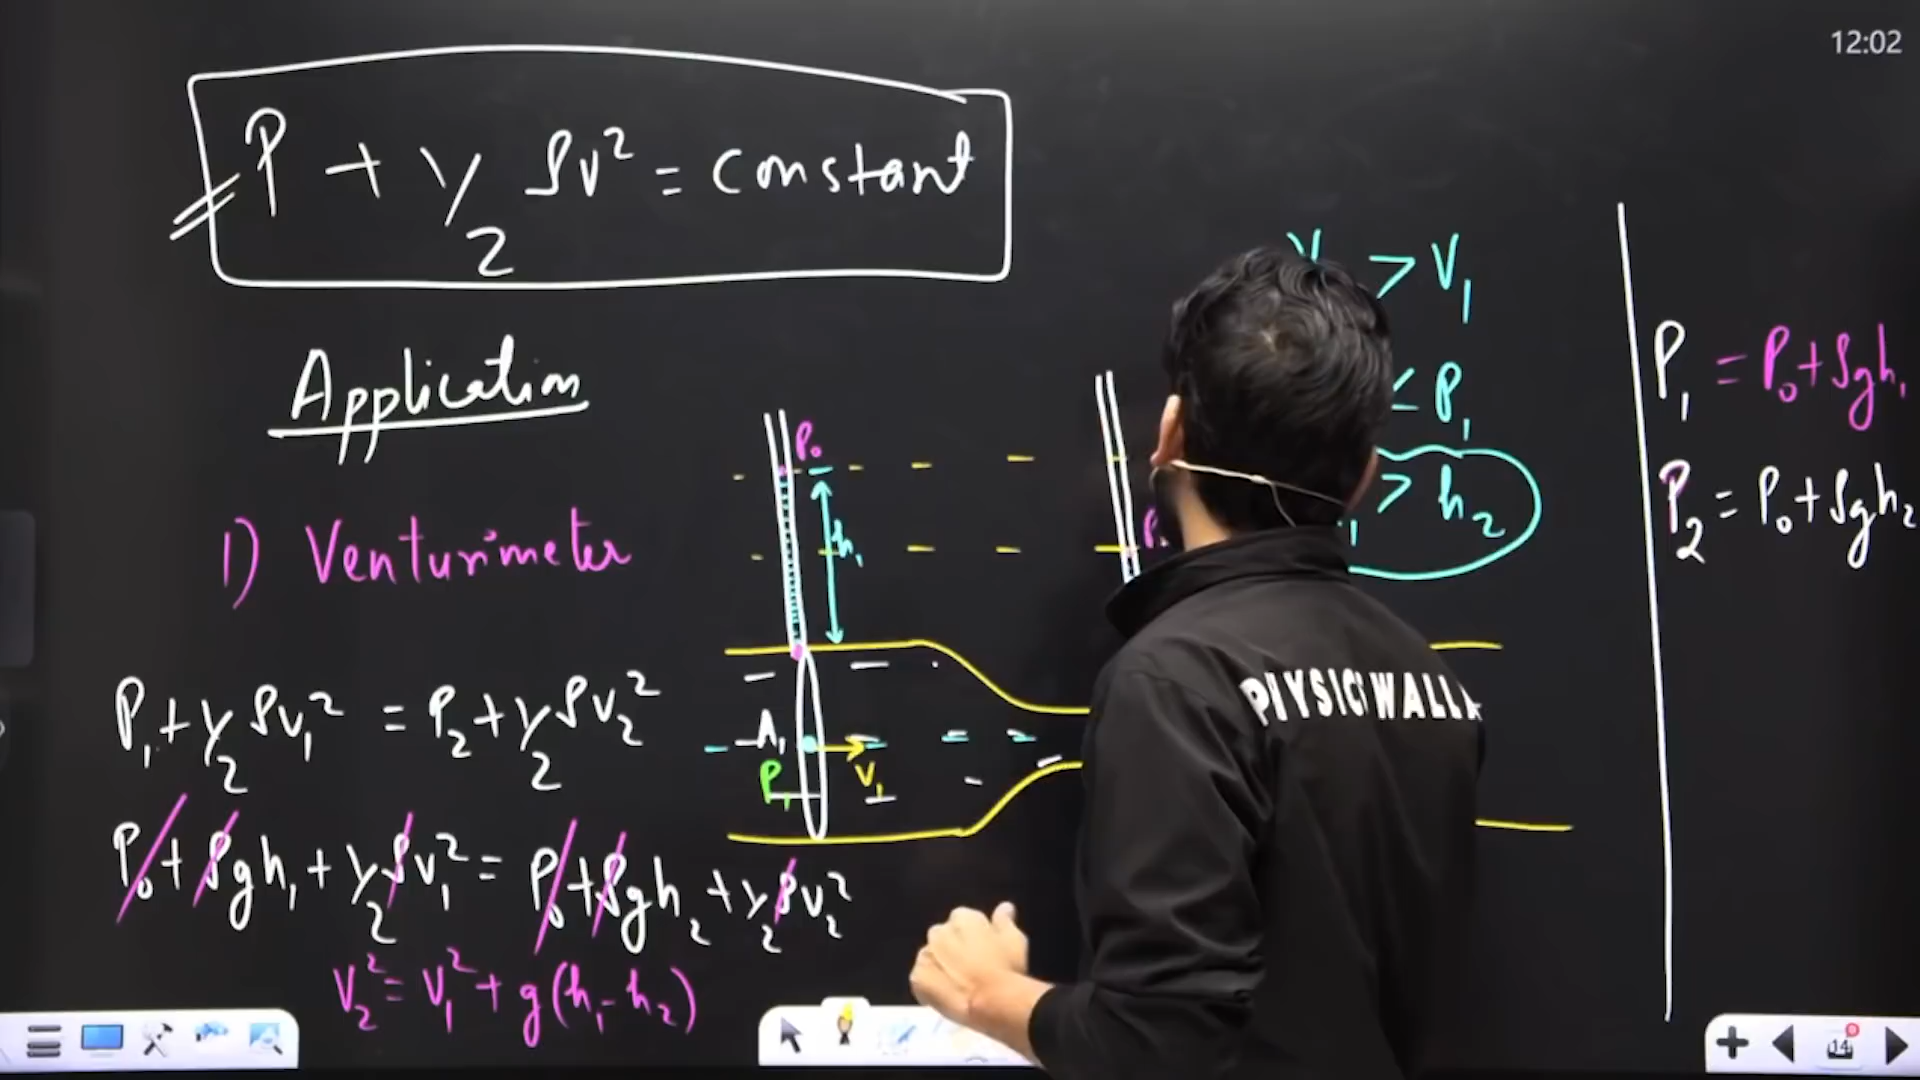 12:02
P + 1/2 ρv² = constant
Application
1) Venturimeter
P₁ + 1/2 ρv₁² = P₂ + 1/2 ρv₂²
P₀ + ρgh₁ + 1/2 ρv₁² = P₀ + ρgh₂ + 1/2 ρv₂²
v₂² = v₁² + g(h₁ - h₂)
P₀
h₁
A₁
P₁
V₁
> V₁
< P₁
> h₂
P₁ = P₀ + ρgh₁
P₂ = P₀ + ρgh₂
14